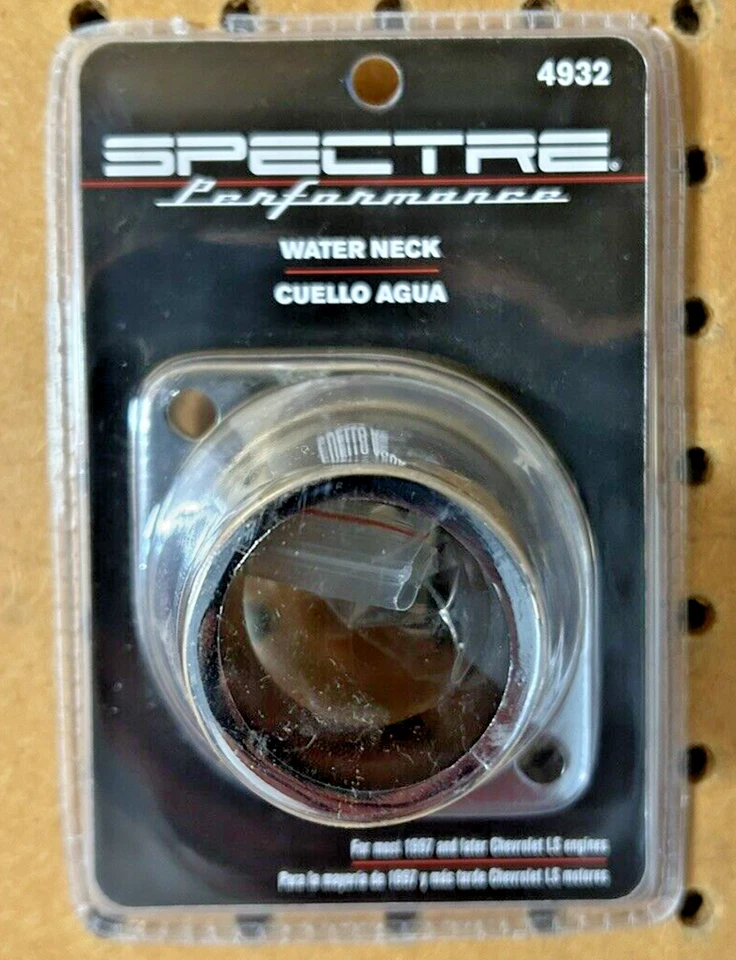 4932
SPECTRE®
Performance
WATER NECK
CUELLO AGUA
For most 1997 and later Chevrolet LS engines
Para la mayoría de 1997 y más tarde Chevrolet LS motores